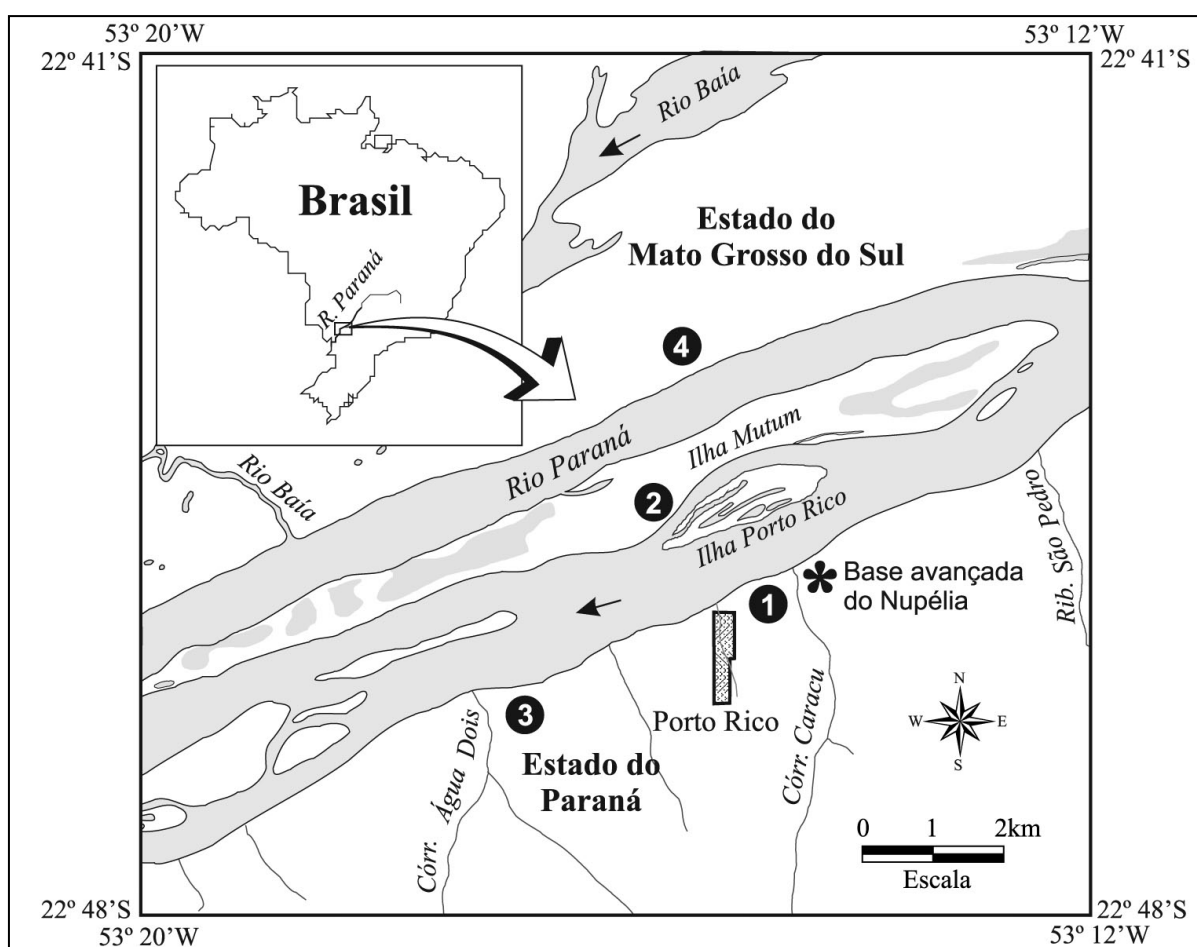 53º 20'W
53º 12'W
22º 41'S
22º 41'S
Rio Baía
Brasil
R. Paraná
Estado do
Mato Grosso do Sul
4
Rio Baía
Rio Paraná
Ilha Mutum
2
Ilha Porto Rico
Rib. São Pedro
Base avançada
do Nupélia
1
3
Porto Rico
Estado do
Paraná
Córr. Água Dois
Córr. Caracu
N
W
E
S
0 1 2km
Escala
22º 48'S
22º 48'S
53º 20'W
53º 12'W